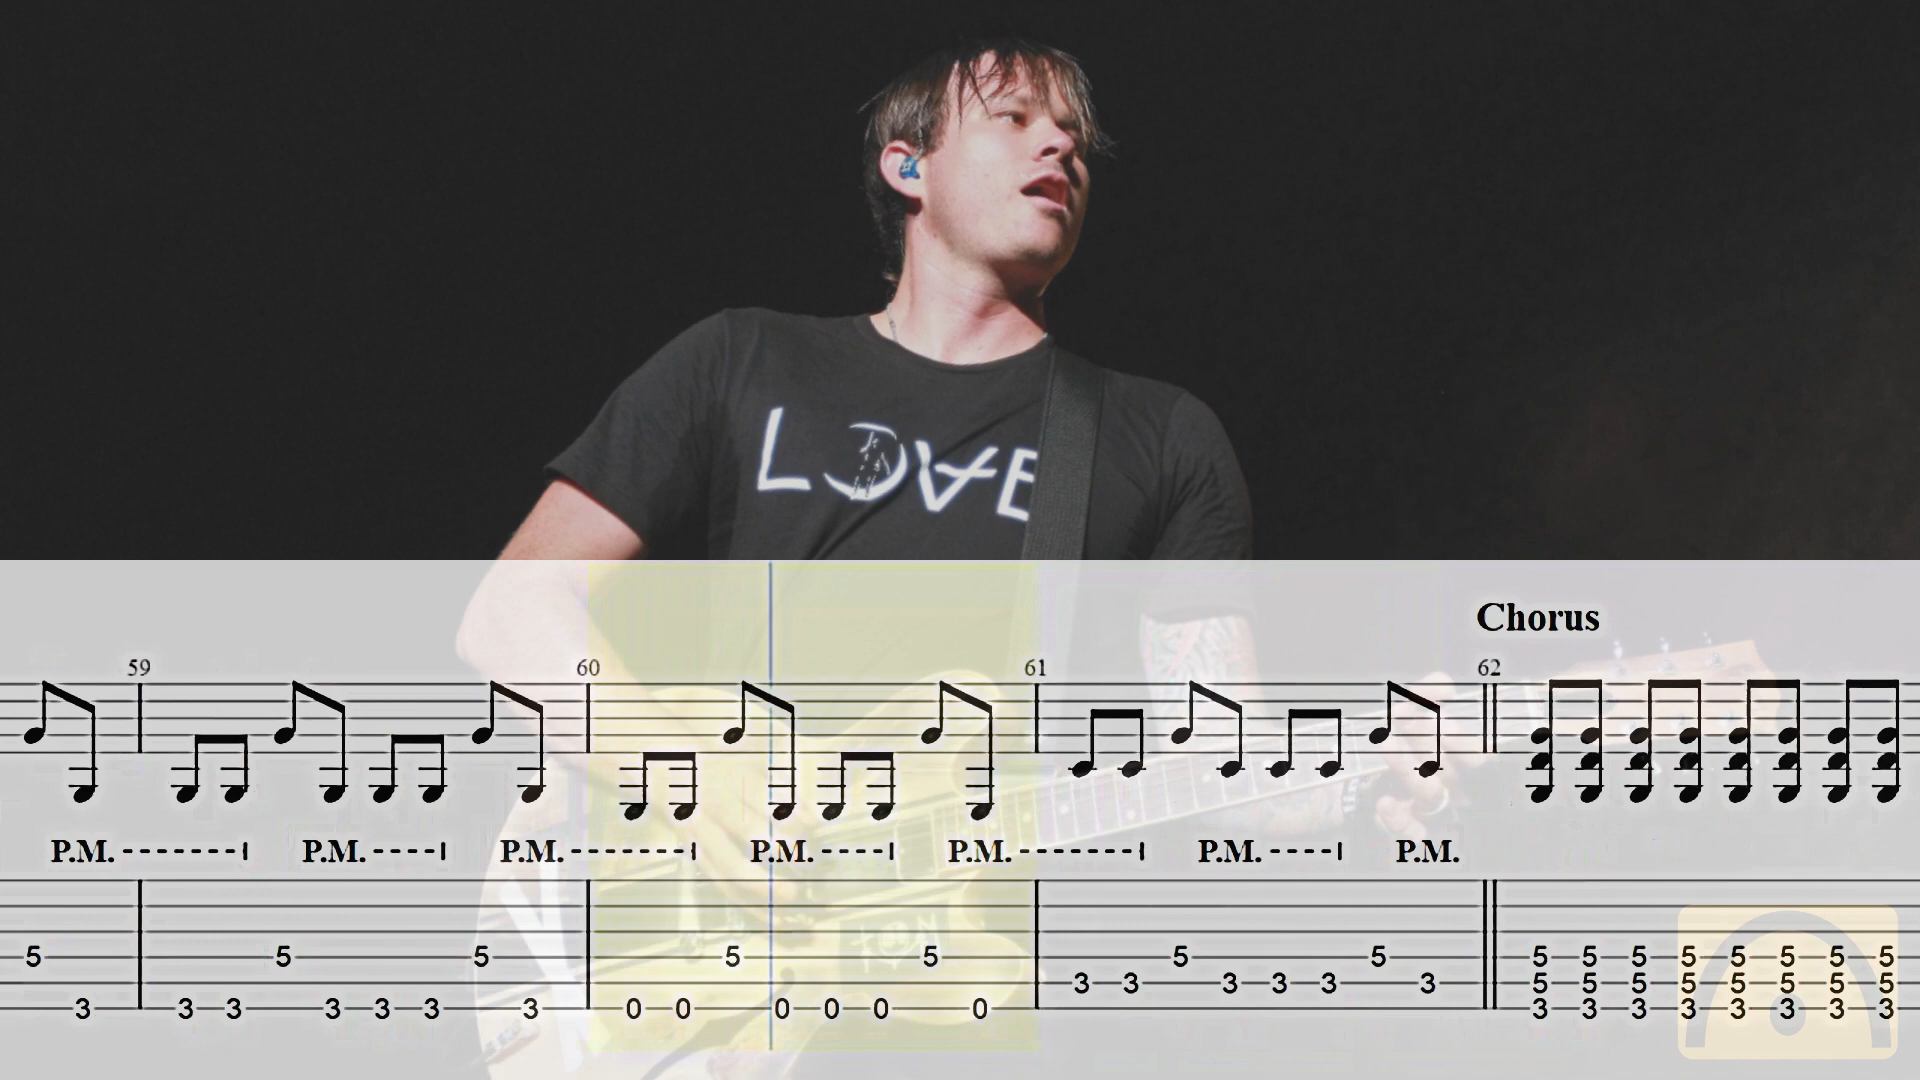 LOVE
Chorus
59 60 61 62
P.M. P.M. P.M. P.M. P.M. P.M. P.M.
5 5 5 5 5 5 5 5 5 5 5 5 5 5 5
3 3 3 3 3 3 5 5 5 5 5 5 5 5
3 3 3 3 3 3 3 0 0 0 0 0 0 3 3 3 3 3 3 3 3